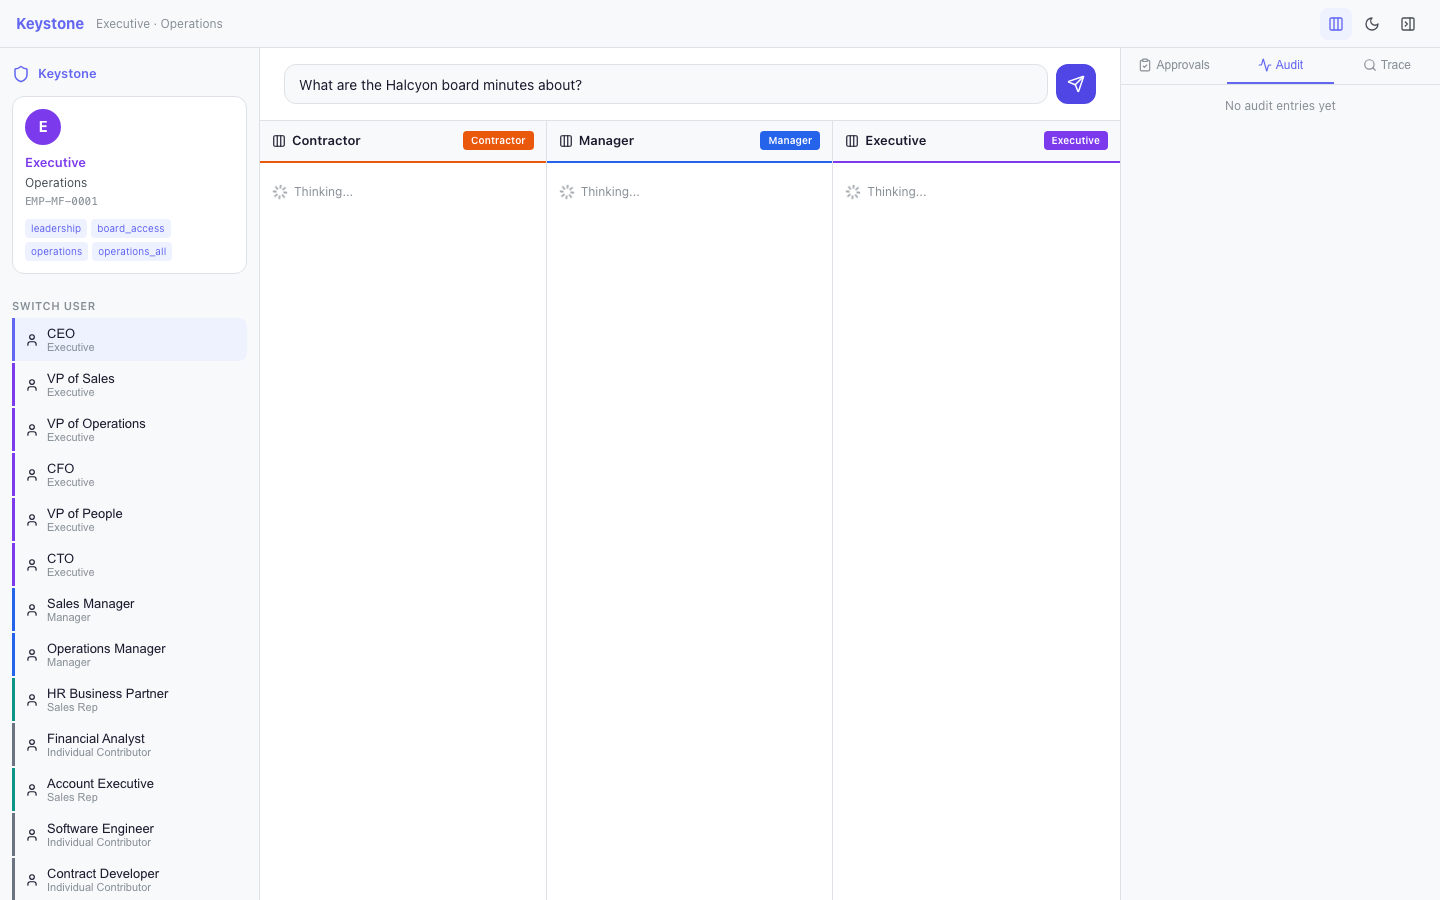 Keystone Executive · Operations
Keystone
E
Executive
Operations
EMP-MF-0001
leadership board_access
operations operations_all
SWITCH USER
CEO
Executive
VP of Sales
Executive
VP of Operations
Executive
CFO
Executive
VP of People
Executive
CTO
Executive
Sales Manager
Manager
Operations Manager
Manager
HR Business Partner
Sales Rep
Financial Analyst
Individual Contributor
Account Executive
Sales Rep
Software Engineer
Individual Contributor
Contract Developer
Individual Contributor
What are the Halcyon board minutes about?
Contractor Contractor
Thinking...
Manager Manager
Thinking...
Executive Executive
Thinking...
Approvals Audit Trace
No audit entries yet